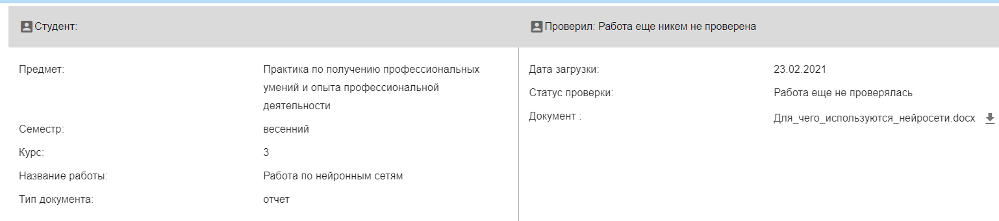 Студент:
Проверил: Работа еще никем не проверена
Предмет:
Практика по получению профессиональных
умений и опыта профессиональной
деятельности
Семестр:
весенний
Курс:
3
Название работы:
Работа по нейронным сетям
Тип документа:
отчет
Дата загрузки:
23.02.2021
Статус проверки:
Работа еще не проверялась
Документ :
Для_чего_используются_нейросети.docx